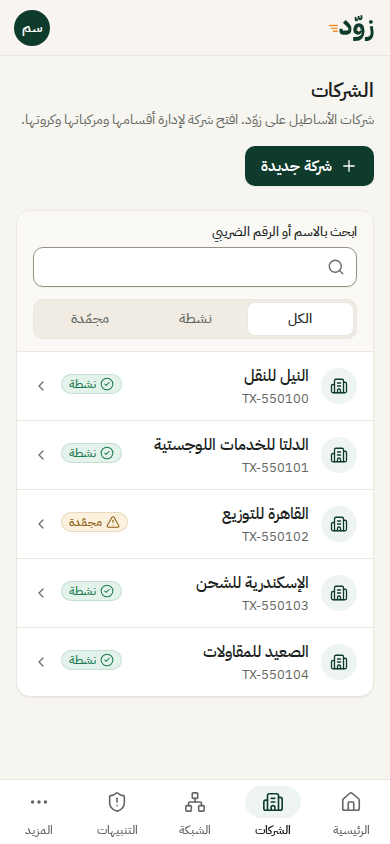 زوّد
سم
الشركات
شركات الأساطيل على زوّد. افتح شركة لإدارة أقسامها ومركباتها وكروتها.
شركة جديدة
ابحث بالاسم أو الرقم الضريبي
الكل
نشطة
مجمّدة
النيل للنقل
نشطة
TX-550100
الدلتا للخدمات اللوجستية
نشطة
TX-550101
القاهرة للتوزيع
مجمّدة
TX-550102
الإسكندرية للشحن
نشطة
TX-550103
الصعيد للمقاولات
نشطة
TX-550104
الرئيسية
الشركات
الشبكة
التنبيهات
المزيد